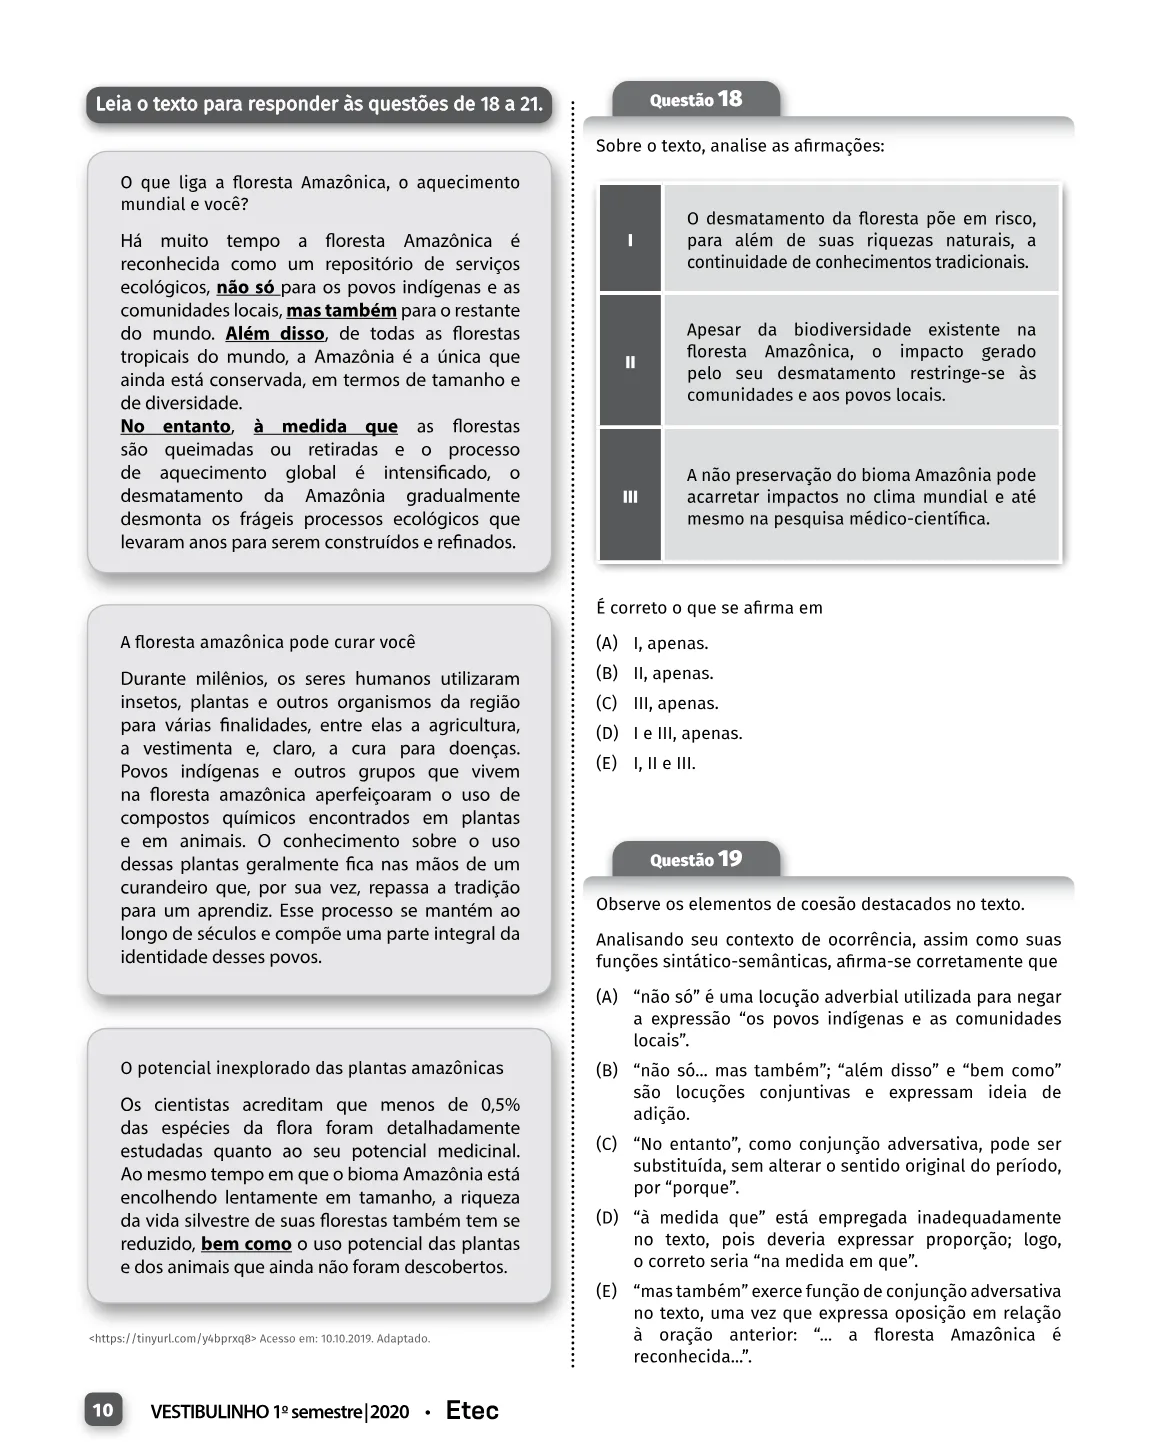 Leia o texto para responder às questões de 18 a 21.
O que liga a floresta Amazônica, o aquecimento
mundial e você?
Há muito tempo a floresta Amazônica é
reconhecida como um repositório de serviços
ecológicos, não só para os povos indígenas e as
comunidades locais, mas também para o restante
do mundo. Além disso, de todas as florestas
tropicais do mundo, a Amazônia é a única que
ainda está conservada, em termos de tamanho e
de diversidade.
No entanto, à medida que as florestas
são queimadas ou retiradas e o processo
de aquecimento global é intensificado, o
desmatamento da Amazônia gradualmente
desmonta os frágeis processos ecológicos que
levaram anos para serem construídos e refinados.
A floresta amazônica pode curar você
Durante milênios, os seres humanos utilizaram
insetos, plantas e outros organismos da região
para várias finalidades, entre elas a agricultura,
a vestimenta e, claro, a cura para doenças.
Povos indígenas e outros grupos que vivem
na floresta amazônica aperfeiçoaram o uso de
compostos químicos encontrados em plantas
e em animais. O conhecimento sobre o uso
dessas plantas geralmente fica nas mãos de um
curandeiro que, por sua vez, repassa a tradição
para um aprendiz. Esse processo se mantém ao
longo de séculos e compõe uma parte integral da
identidade desses povos.
O potencial inexplorado das plantas amazônicas
Os cientistas acreditam que menos de 0,5%
das espécies da flora foram detalhadamente
estudadas quanto ao seu potencial medicinal.
Ao mesmo tempo em que o bioma Amazônia está
encolhendo lentamente em tamanho, a riqueza
da vida silvestre de suas florestas também tem se
reduzido, bem como o uso potencial das plantas
e dos animais que ainda não foram descobertos.
<https://tinyurl.com/y4bprxq8> Acesso em: 10.10.2019. Adaptado.
Questão 18
Sobre o texto, analise as afirmações:
I
O desmatamento da floresta põe em risco,
para além de suas riquezas naturais, a
continuidade de conhecimentos tradicionais.
II
Apesar da biodiversidade existente na
floresta Amazônica, o impacto gerado
pelo seu desmatamento restringe-se às
comunidades e aos povos locais.
III
A não preservação do bioma Amazônia pode
acarretar impactos no clima mundial e até
mesmo na pesquisa médico-científica.
É correto o que se afirma em
(A) I, apenas.
(B) II, apenas.
(C) III, apenas.
(D) I e III, apenas.
(E) I, II e III.
Questão 19
Observe os elementos de coesão destacados no texto.
Analisando seu contexto de ocorrência, assim como suas
funções sintático-semânticas, afirma-se corretamente que
(A) “não só” é uma locução adverbial utilizada para negar
a expressão “os povos indígenas e as comunidades
locais”.
(B) “não só... mas também”; “além disso” e “bem como”
são locuções conjuntivas e expressam ideia de
adição.
(C) “No entanto”, como conjunção adversativa, pode ser
substituída, sem alterar o sentido original do período,
por “porque”.
(D) “à medida que” está empregada inadequadamente
no texto, pois deveria expressar proporção; logo,
o correto seria “na medida em que”.
(E) “mas também” exerce função de conjunção adversativa
no texto, uma vez que expressa oposição em relação
à oração anterior: “... a floresta Amazônica é
reconhecida...”.
10 VESTIBULINHO 1º semestre|2020 • Etec